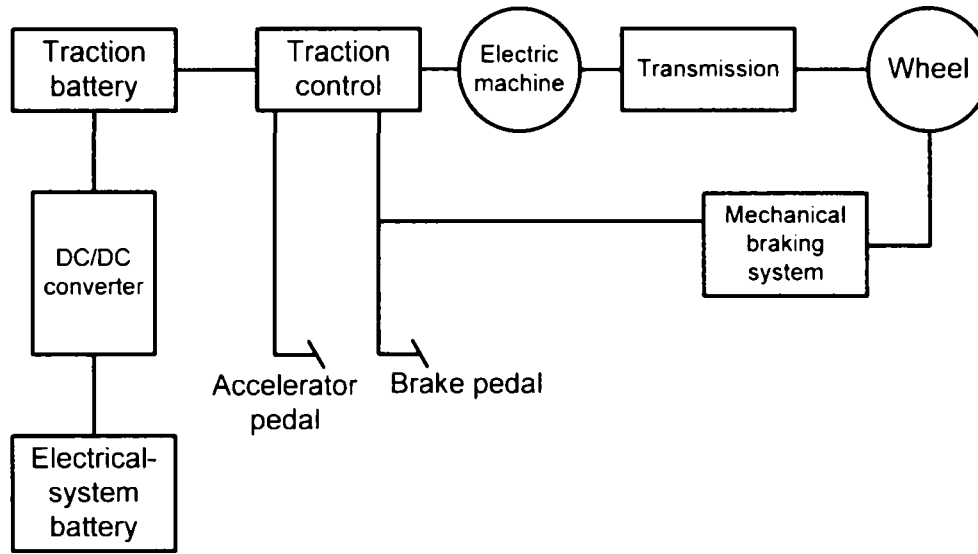 Traction
battery
Traction
control
Electric
machine
Transmission
Wheel
Mechanical
braking
system
DC/DC
converter
Accelerator
pedal
Brake pedal
Electrical-
system
battery